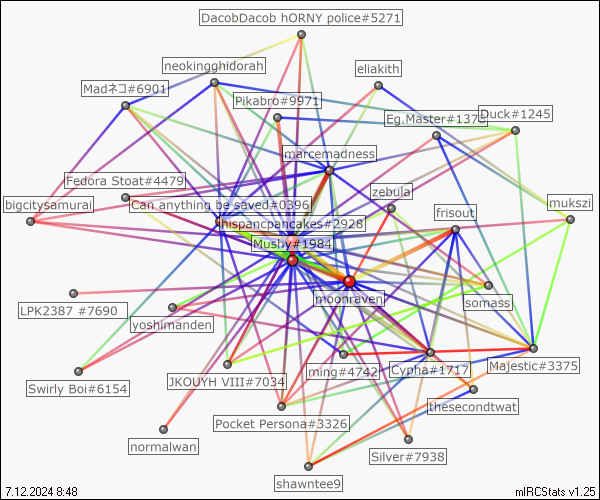 DacobDacob hORNY police#5271
neokingghidorah
eliakith
Madネコ#6901
Pikabro#9971
Eg.Master#1373
Duck#1245
marcemadness
Fedora Stoat#4479
zebula
bigcitysamurai
Can anything be saved#0396
mukszi
frisout
hispancpancakes#2928
Mushy#1984
moonraven
somass
LPK2387 #7690
yoshimanden
Swirly Boi#6154
JKOUYH VIII#7034
ming#4742
Cypha#1717
Majestic#3375
thesecondtwat
Pocket Persona#3326
normalwan
Silver#7938
shawntee9
7.12.2024 8:48
mIRCStats v1.25